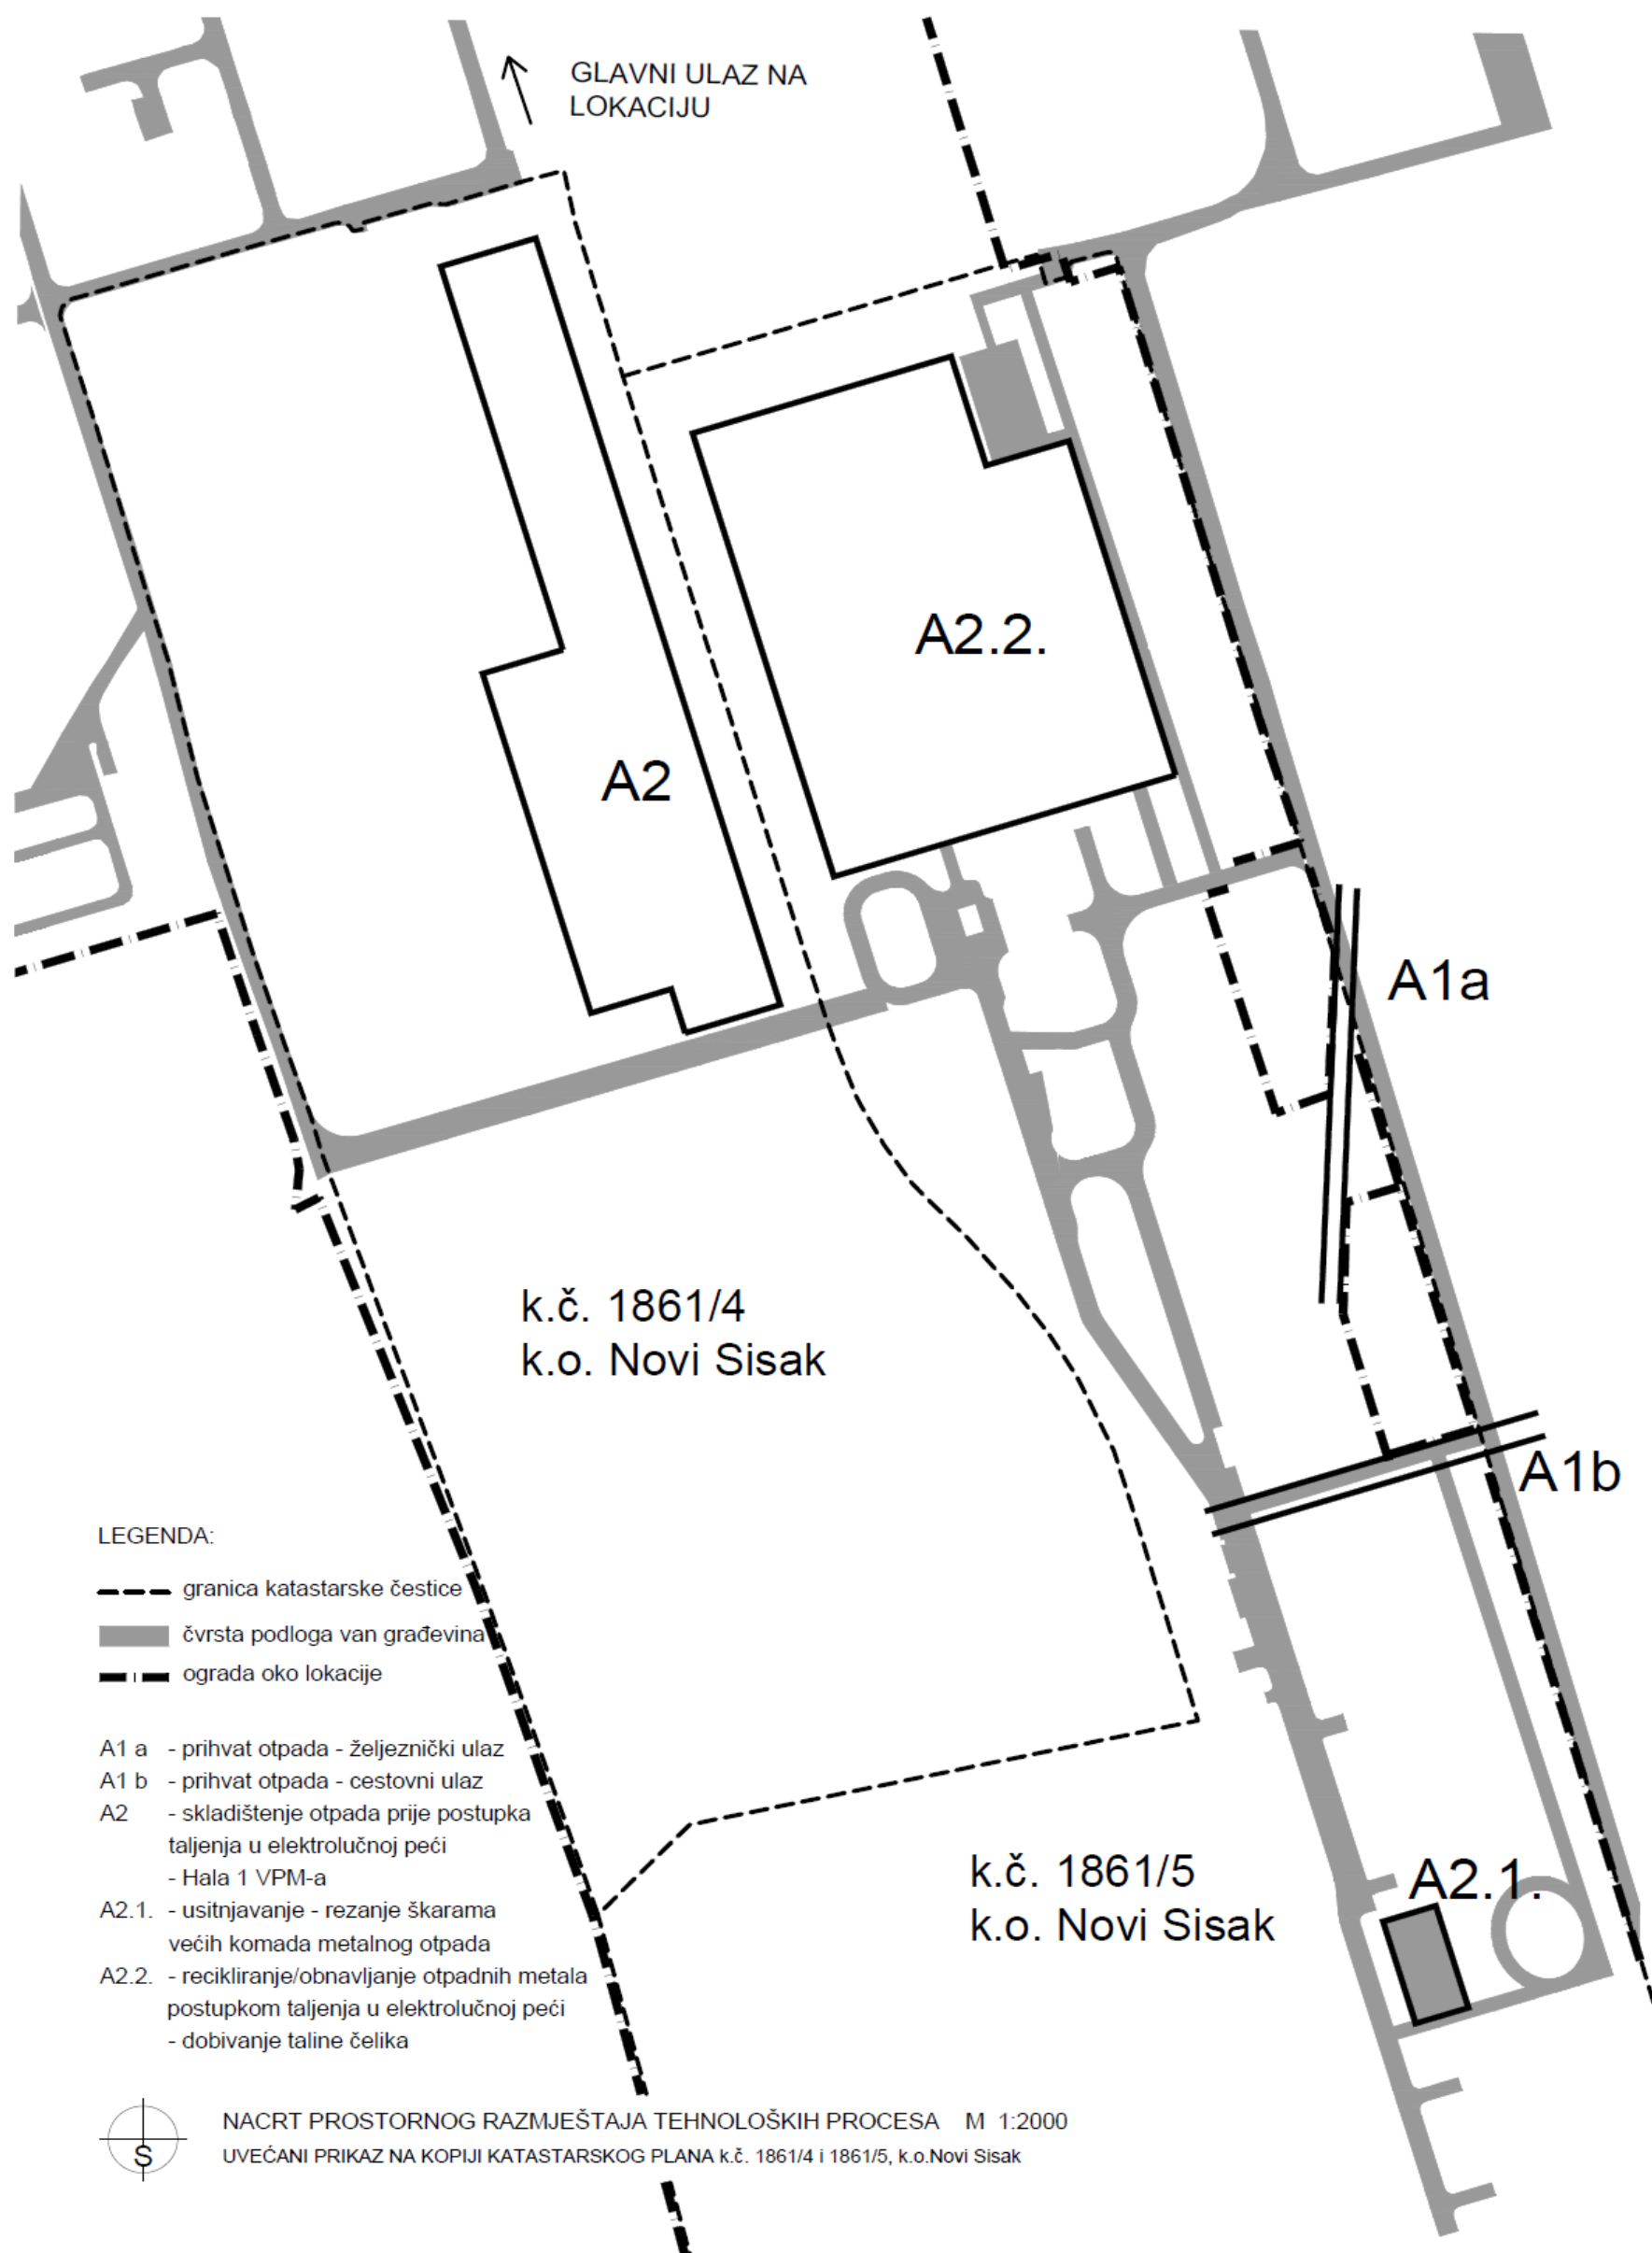 GLAVNI ULAZ NA
LOKACIJU
A2.2.
A2
A1a
k.č. 1861/4
k.o. Novi Sisak
A1b
LEGENDA:
granica katastarske čestice
čvrsta podloga van građevina
ograda oko lokacije
A1 a - prihvat otpada - željeznički ulaz
A1 b - prihvat otpada - cestovni ulaz
A2 - skladištenje otpada prije postupka
taljenja u elektrolučnoj peći
- Hala 1 VPM-a
A2.1. - usitnjavanje - rezanje škarama
većih komada metalnog otpada
A2.2. - recikliranje/obnavljanje otpadnih metala
postupkom taljenja u elektrolučnoj peći
- dobivanje taline čelika
k.č. 1861/5
k.o. Novi Sisak
A2.1.
S
NACRT PROSTORNOG RAZMJEŠTAJA TEHNOLOŠKIH PROCESA M 1:2000
UVEĆANI PRIKAZ NA KOPIJI KATASTARSKOG PLANA k.č. 1861/4 i 1861/5, k.o.Novi Sisak